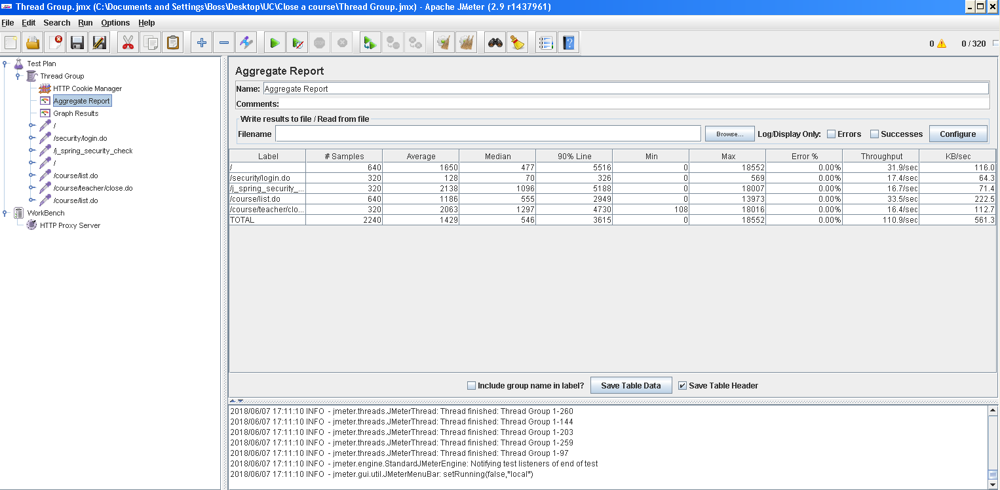 Thread Group.jmx (C:\Documents and Settings\Boss\Desktop\UC\Close a course\Thread Group.jmx) - Apache JMeter (2.9 r1437961)
File Edit Search Run Options Help
0 0 / 320
Test Plan
Thread Group
HTTP Cookie Manager
Aggregate Report
Graph Results
/
/security/login.do
/j_spring_security_check
/
/course/list.do
/course/teacher/close.do
/course/list.do
WorkBench
HTTP Proxy Server
Aggregate Report
Name: Aggregate Report
Comments:
Write results to file / Read from file
Filename Browse... Log/Display Only: Errors Successes Configure
Label # Samples Average Median 90% Line Min Max Error % Throughput KB/sec
/ 640 1650 477 5516 0 18552 0.00% 31.9/sec 116.0
/security/login.do 320 128 70 326 0 569 0.00% 17.4/sec 64.3
/j_spring_security_... 320 2138 1096 5188 0 18007 0.00% 16.7/sec 71.4
/course/list.do 640 1186 555 2949 0 13973 0.00% 33.5/sec 222.5
/course/teacher/clo... 320 2063 1297 4730 108 18016 0.00% 16.4/sec 112.7
TOTAL 2240 1429 546 3615 0 18552 0.00% 110.9/sec 561.3
Include group name in label? Save Table Data Save Table Header
2018/06/07 17:11:10 INFO - jmeter.threads.JMeterThread: Thread finished: Thread Group 1-260
2018/06/07 17:11:10 INFO - jmeter.threads.JMeterThread: Thread finished: Thread Group 1-144
2018/06/07 17:11:10 INFO - jmeter.threads.JMeterThread: Thread finished: Thread Group 1-203
2018/06/07 17:11:10 INFO - jmeter.threads.JMeterThread: Thread finished: Thread Group 1-259
2018/06/07 17:11:10 INFO - jmeter.threads.JMeterThread: Thread finished: Thread Group 1-97
2018/06/07 17:11:10 INFO - jmeter.engine.StandardJMeterEngine: Notifying test listeners of end of test
2018/06/07 17:11:10 INFO - jmeter.gui.util.JMeterMenuBar: setRunning(false,*local*)